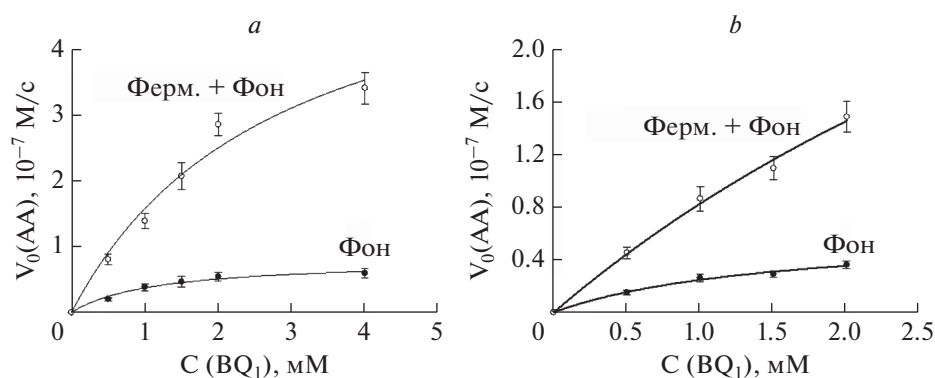 a
V₀(AA), 10⁻⁷ М/с
4
3
2
1
0
1
2
3
4
5
Ферм. + Фон
Фон
C (BQ₁), мМ
b
V₀(AA), 10⁻⁷ М/с
2.0
1.6
1.2
0.8
0.4
0
0.5
1.0
1.5
2.0
2.5
Ферм. + Фон
Фон
C (BQ₁), мМ